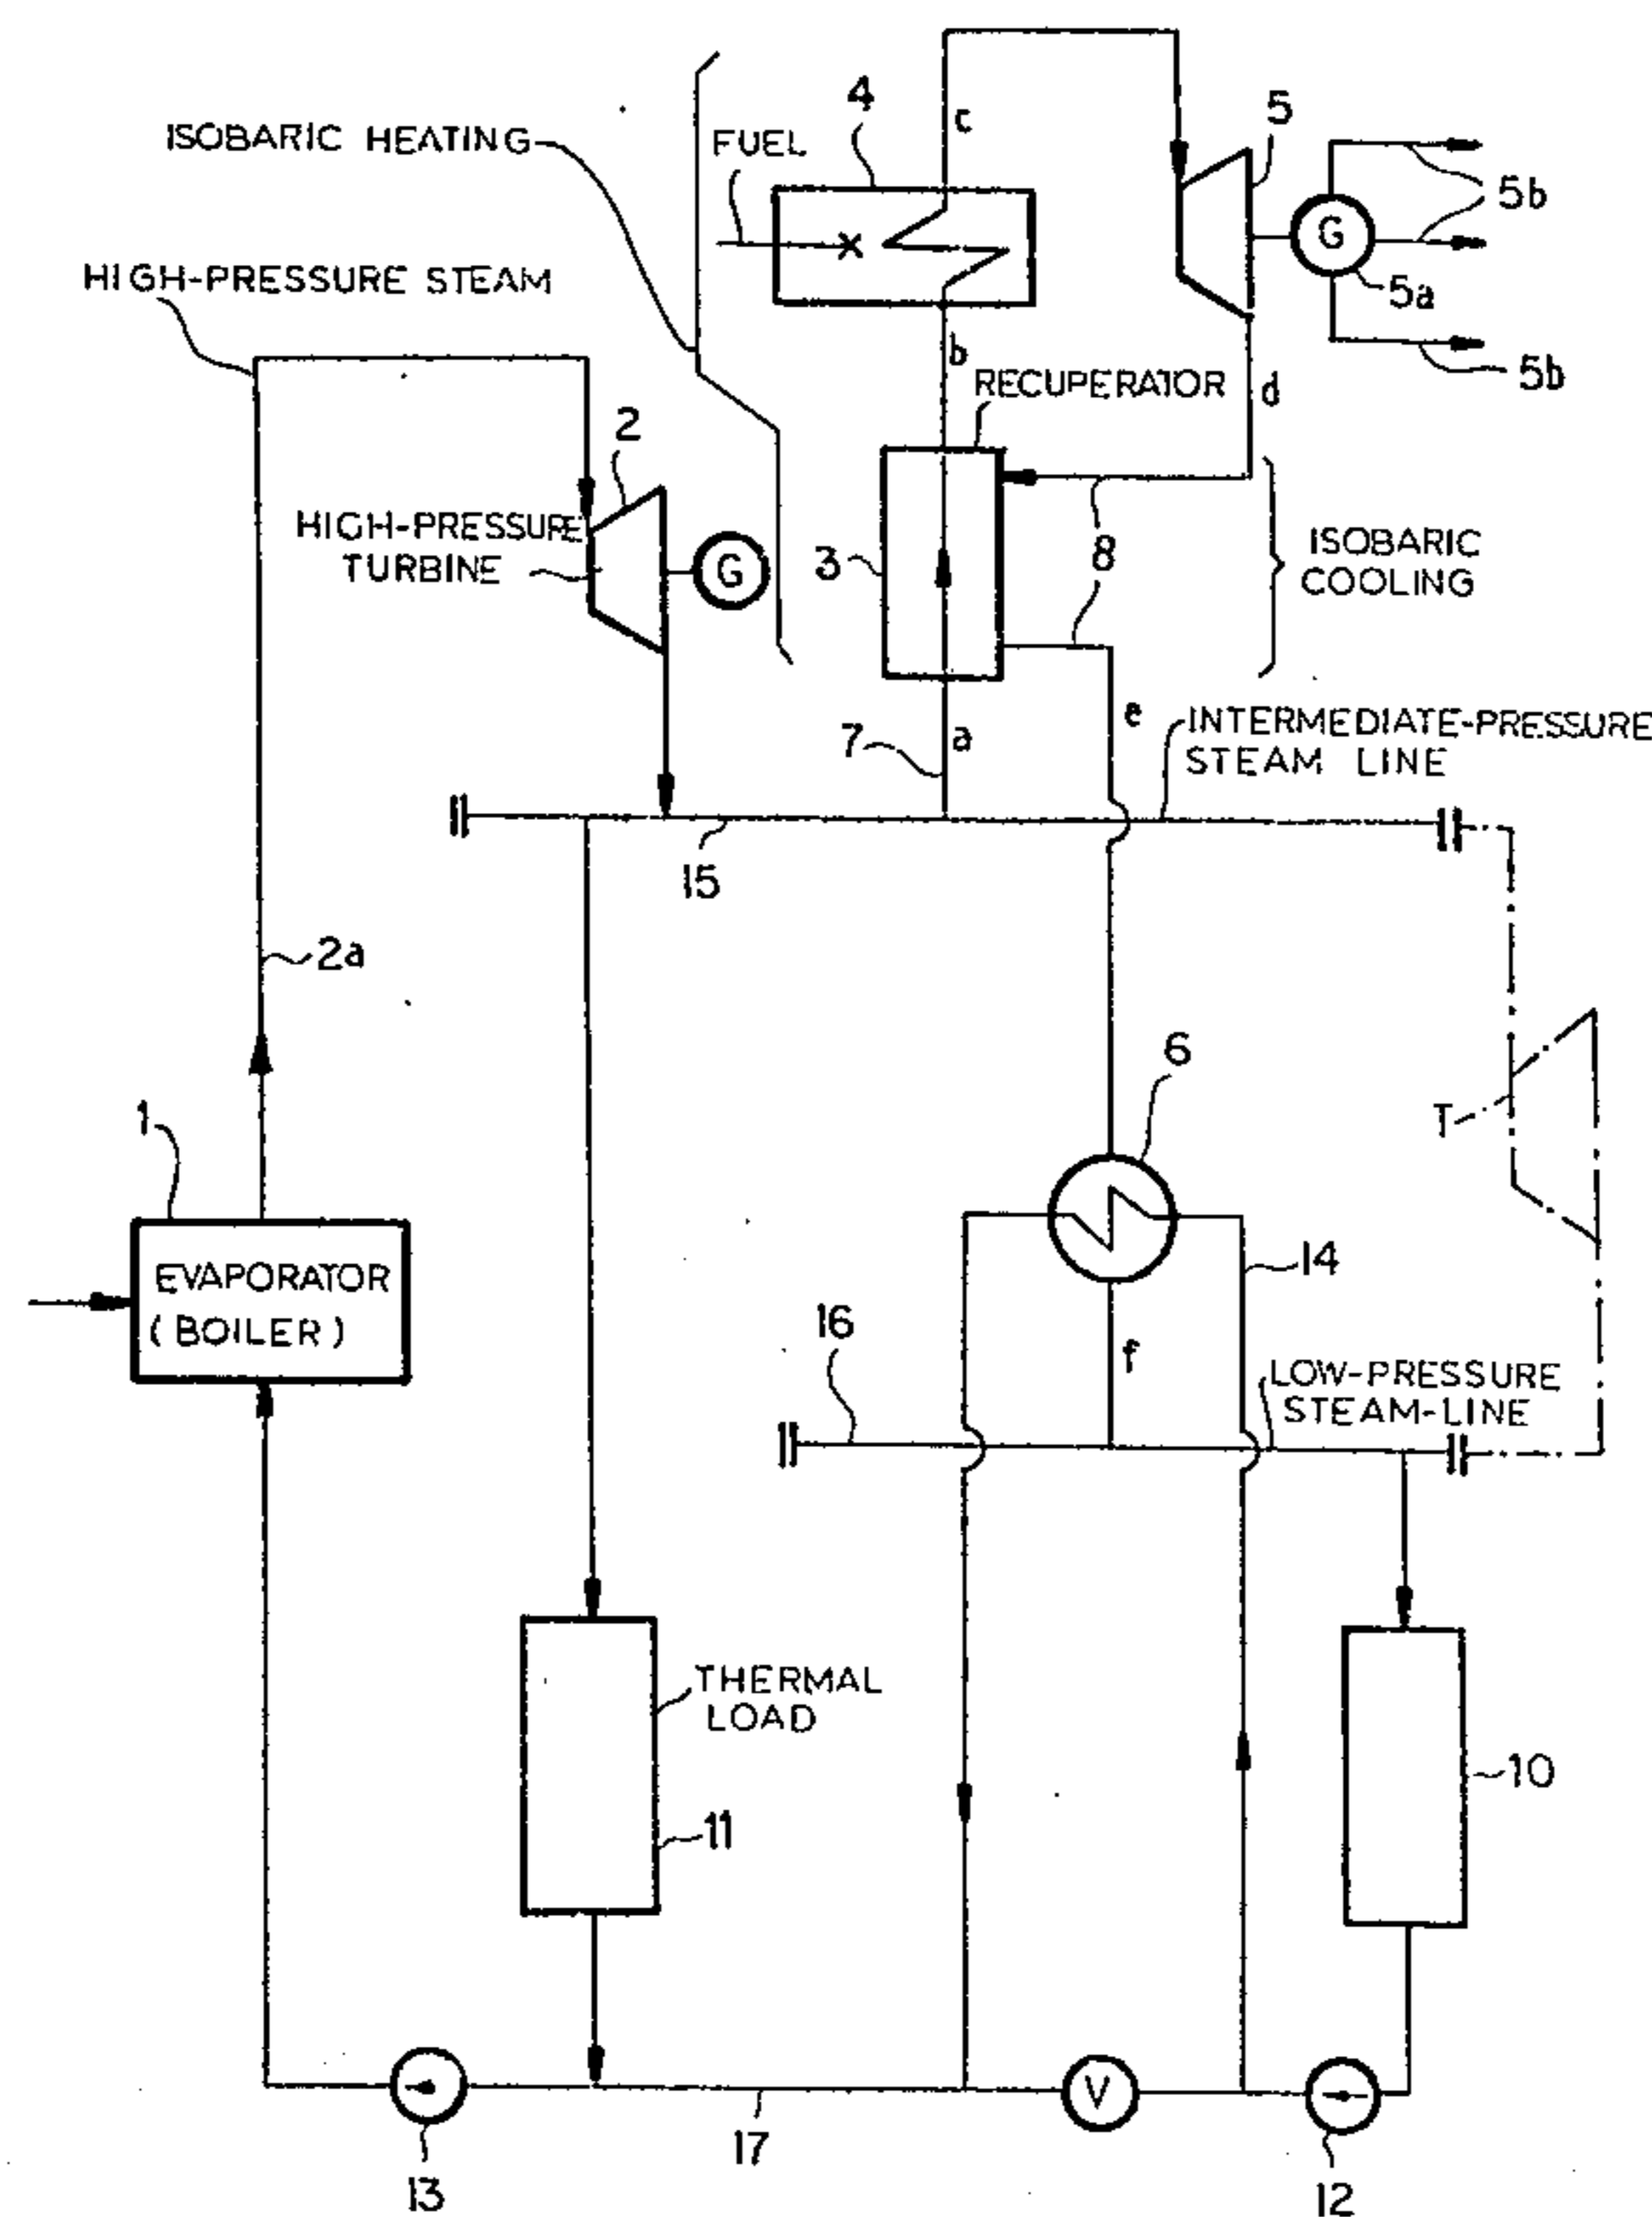 4
c
5
ISOBARIC HEATING
FUEL
5b
G
5a
HIGH-PRESSURE STEAM
b
5b
RECUPERATOR
d
2
HIGH-PRESSURE
TURBINE
G
3
8
ISOBARIC
COOLING
e
INTERMEDIATE-PRESSURE
STEAM LINE
7
a
15
2a
6
1
T
EVAPORATOR
(BOILER)
14
16
f
LOW-PRESSURE
STEAM-LINE
THERMAL
LOAD
10
11
V
17
13
12